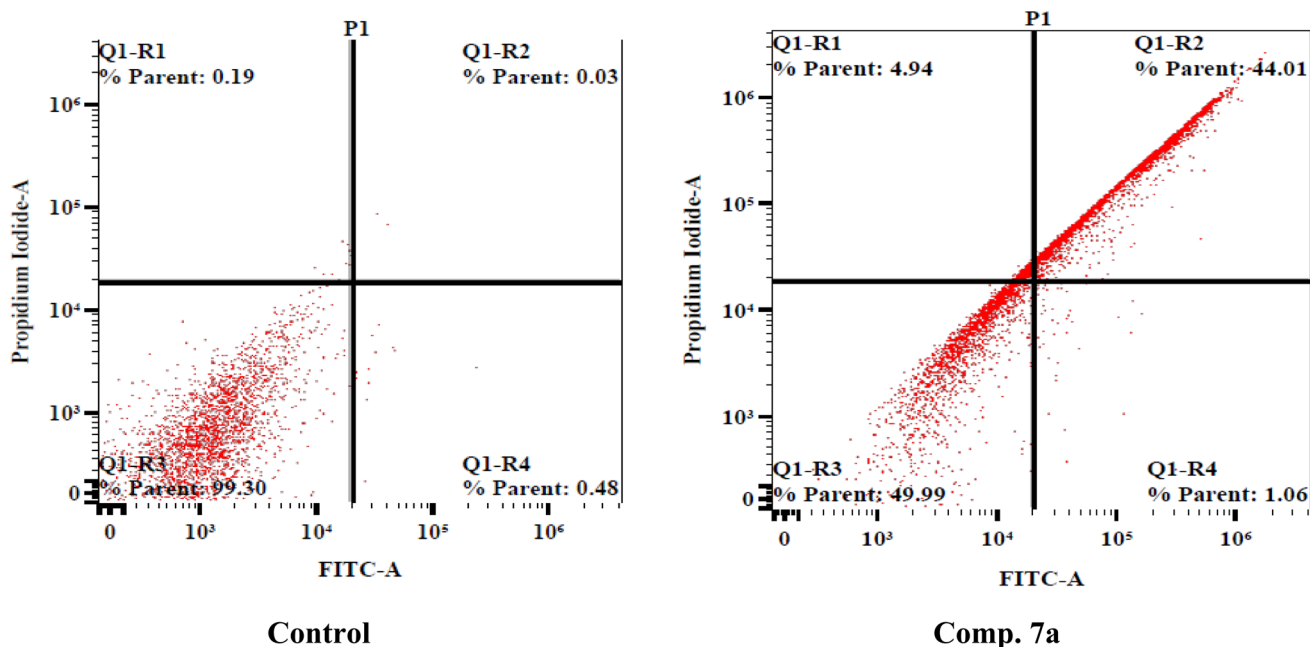 P1
Q1-R1
% Parent: 0.19
Q1-R2
% Parent: 0.03
10⁶
10⁵
10⁴
10³
0
Propidium Iodide-A
Q1-R3
% Parent: 99.30
Q1-R4
% Parent: 0.48
0 10³ 10⁴ 10⁵ 10⁶
FITC-A
Control
P1
Q1-R1
% Parent: 4.94
Q1-R2
% Parent: 44.01
10⁶
10⁵
10⁴
10³
0
Propidium Iodide-A
Q1-R3
% Parent: 49.99
Q1-R4
% Parent: 1.06
0 10³ 10⁴ 10⁵ 10⁶
FITC-A
Comp. 7a